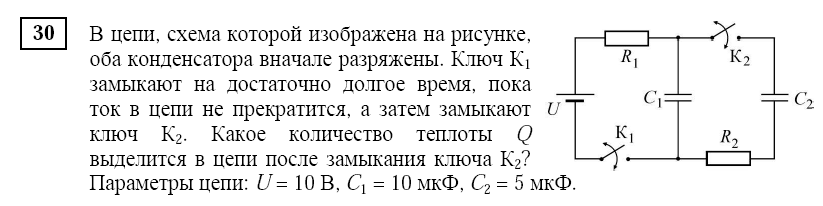 30
В цепи, схема которой изображена на рисунке,
оба конденсатора вначале разряжены. Ключ К₁
замыкают на достаточно долгое время, пока
ток в цепи не прекратится, а затем замыкают
ключ К₂. Какое количество теплоты Q
выделится в цепи после замыкания ключа К₂?
Параметры цепи: U = 10 В, C₁ = 10 мкФ, C₂ = 5 мкФ.
R₁
К₂
U
C₁
C₂
К₁
R₂